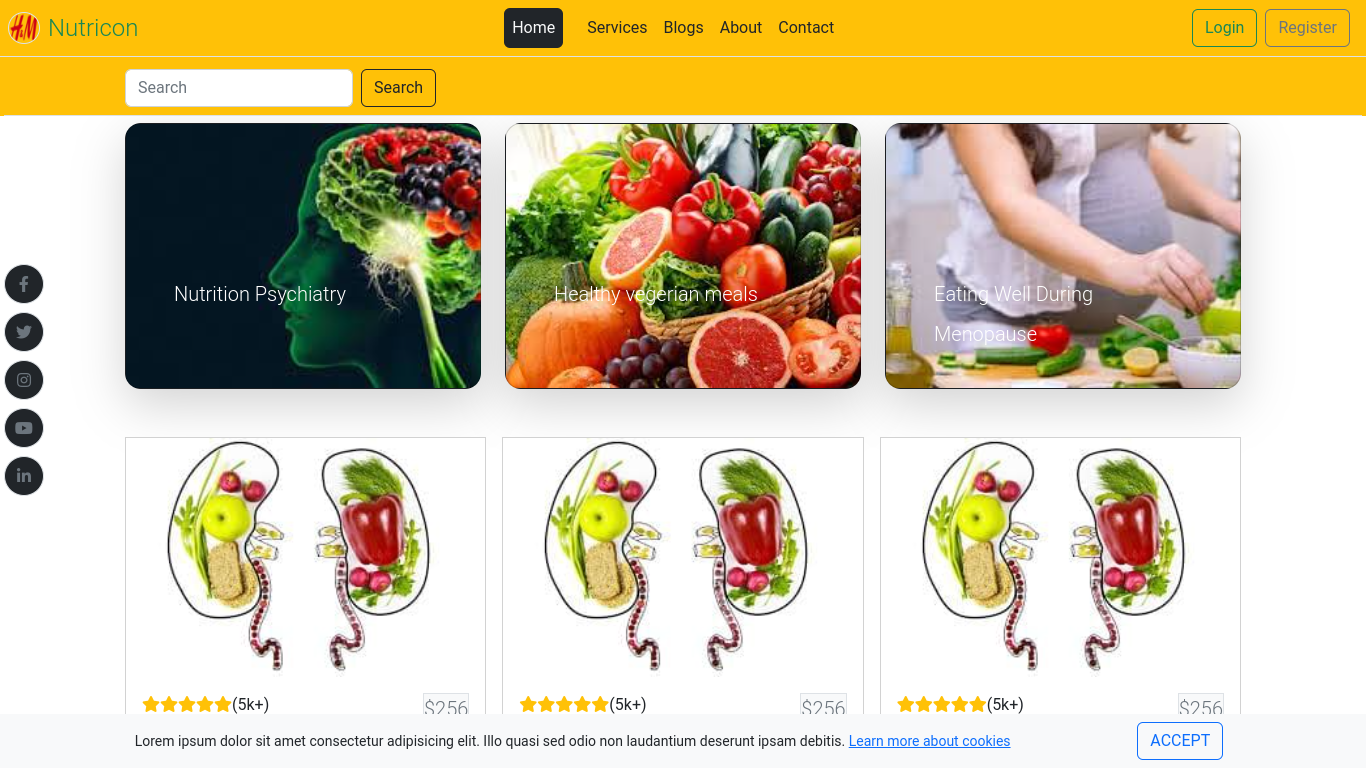 HM Nutricon Home Services Blogs About Contact Login Register
Search Search
Nutrition Psychiatry
Healthy vegerian meals
Eating Well During
Menopause
(5k+) $256
(5k+) $256
(5k+) $256
Lorem ipsum dolor sit amet consectetur adipisicing elit. Illo quasi sed odio non laudantium deserunt ipsam debitis. Learn more about cookies ACCEPT